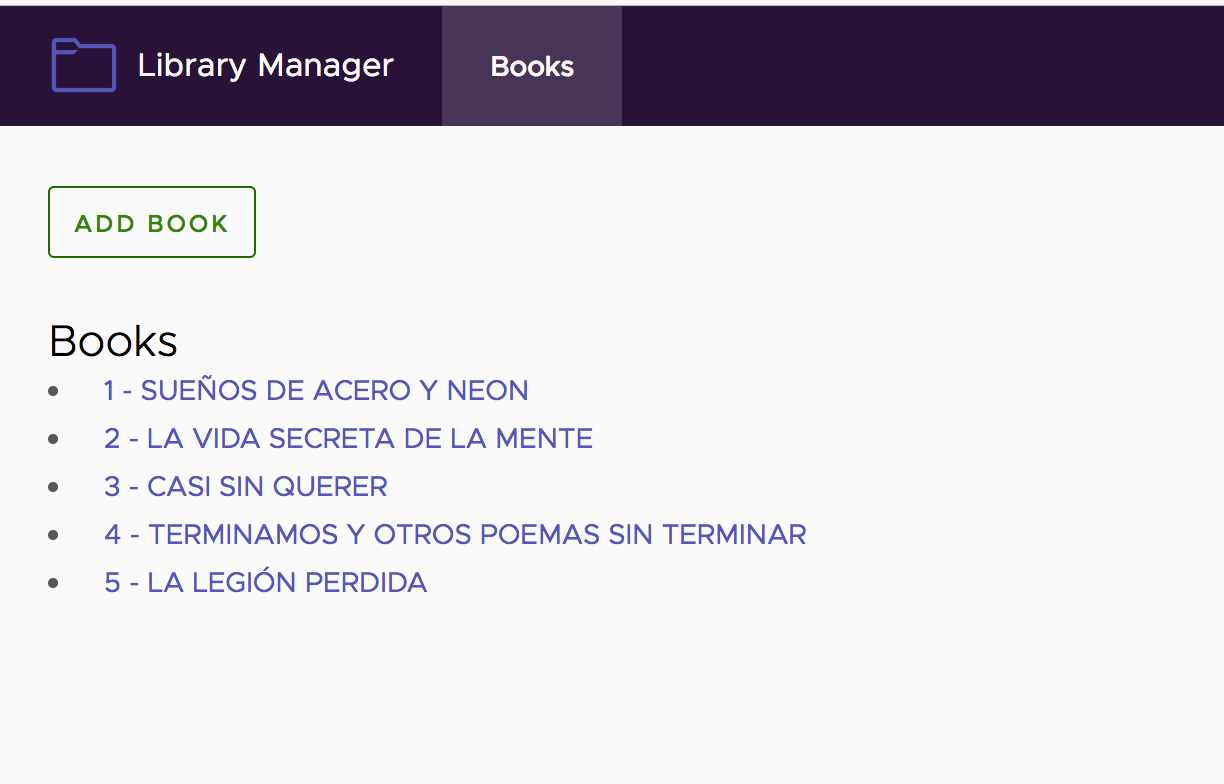 Library Manager
Books
ADD BOOK
Books
1 - SUEÑOS DE ACERO Y NEON
2 - LA VIDA SECRETA DE LA MENTE
3 - CASI SIN QUERER
4 - TERMINAMOS Y OTROS POEMAS SIN TERMINAR
5 - LA LEGIÓN PERDIDA